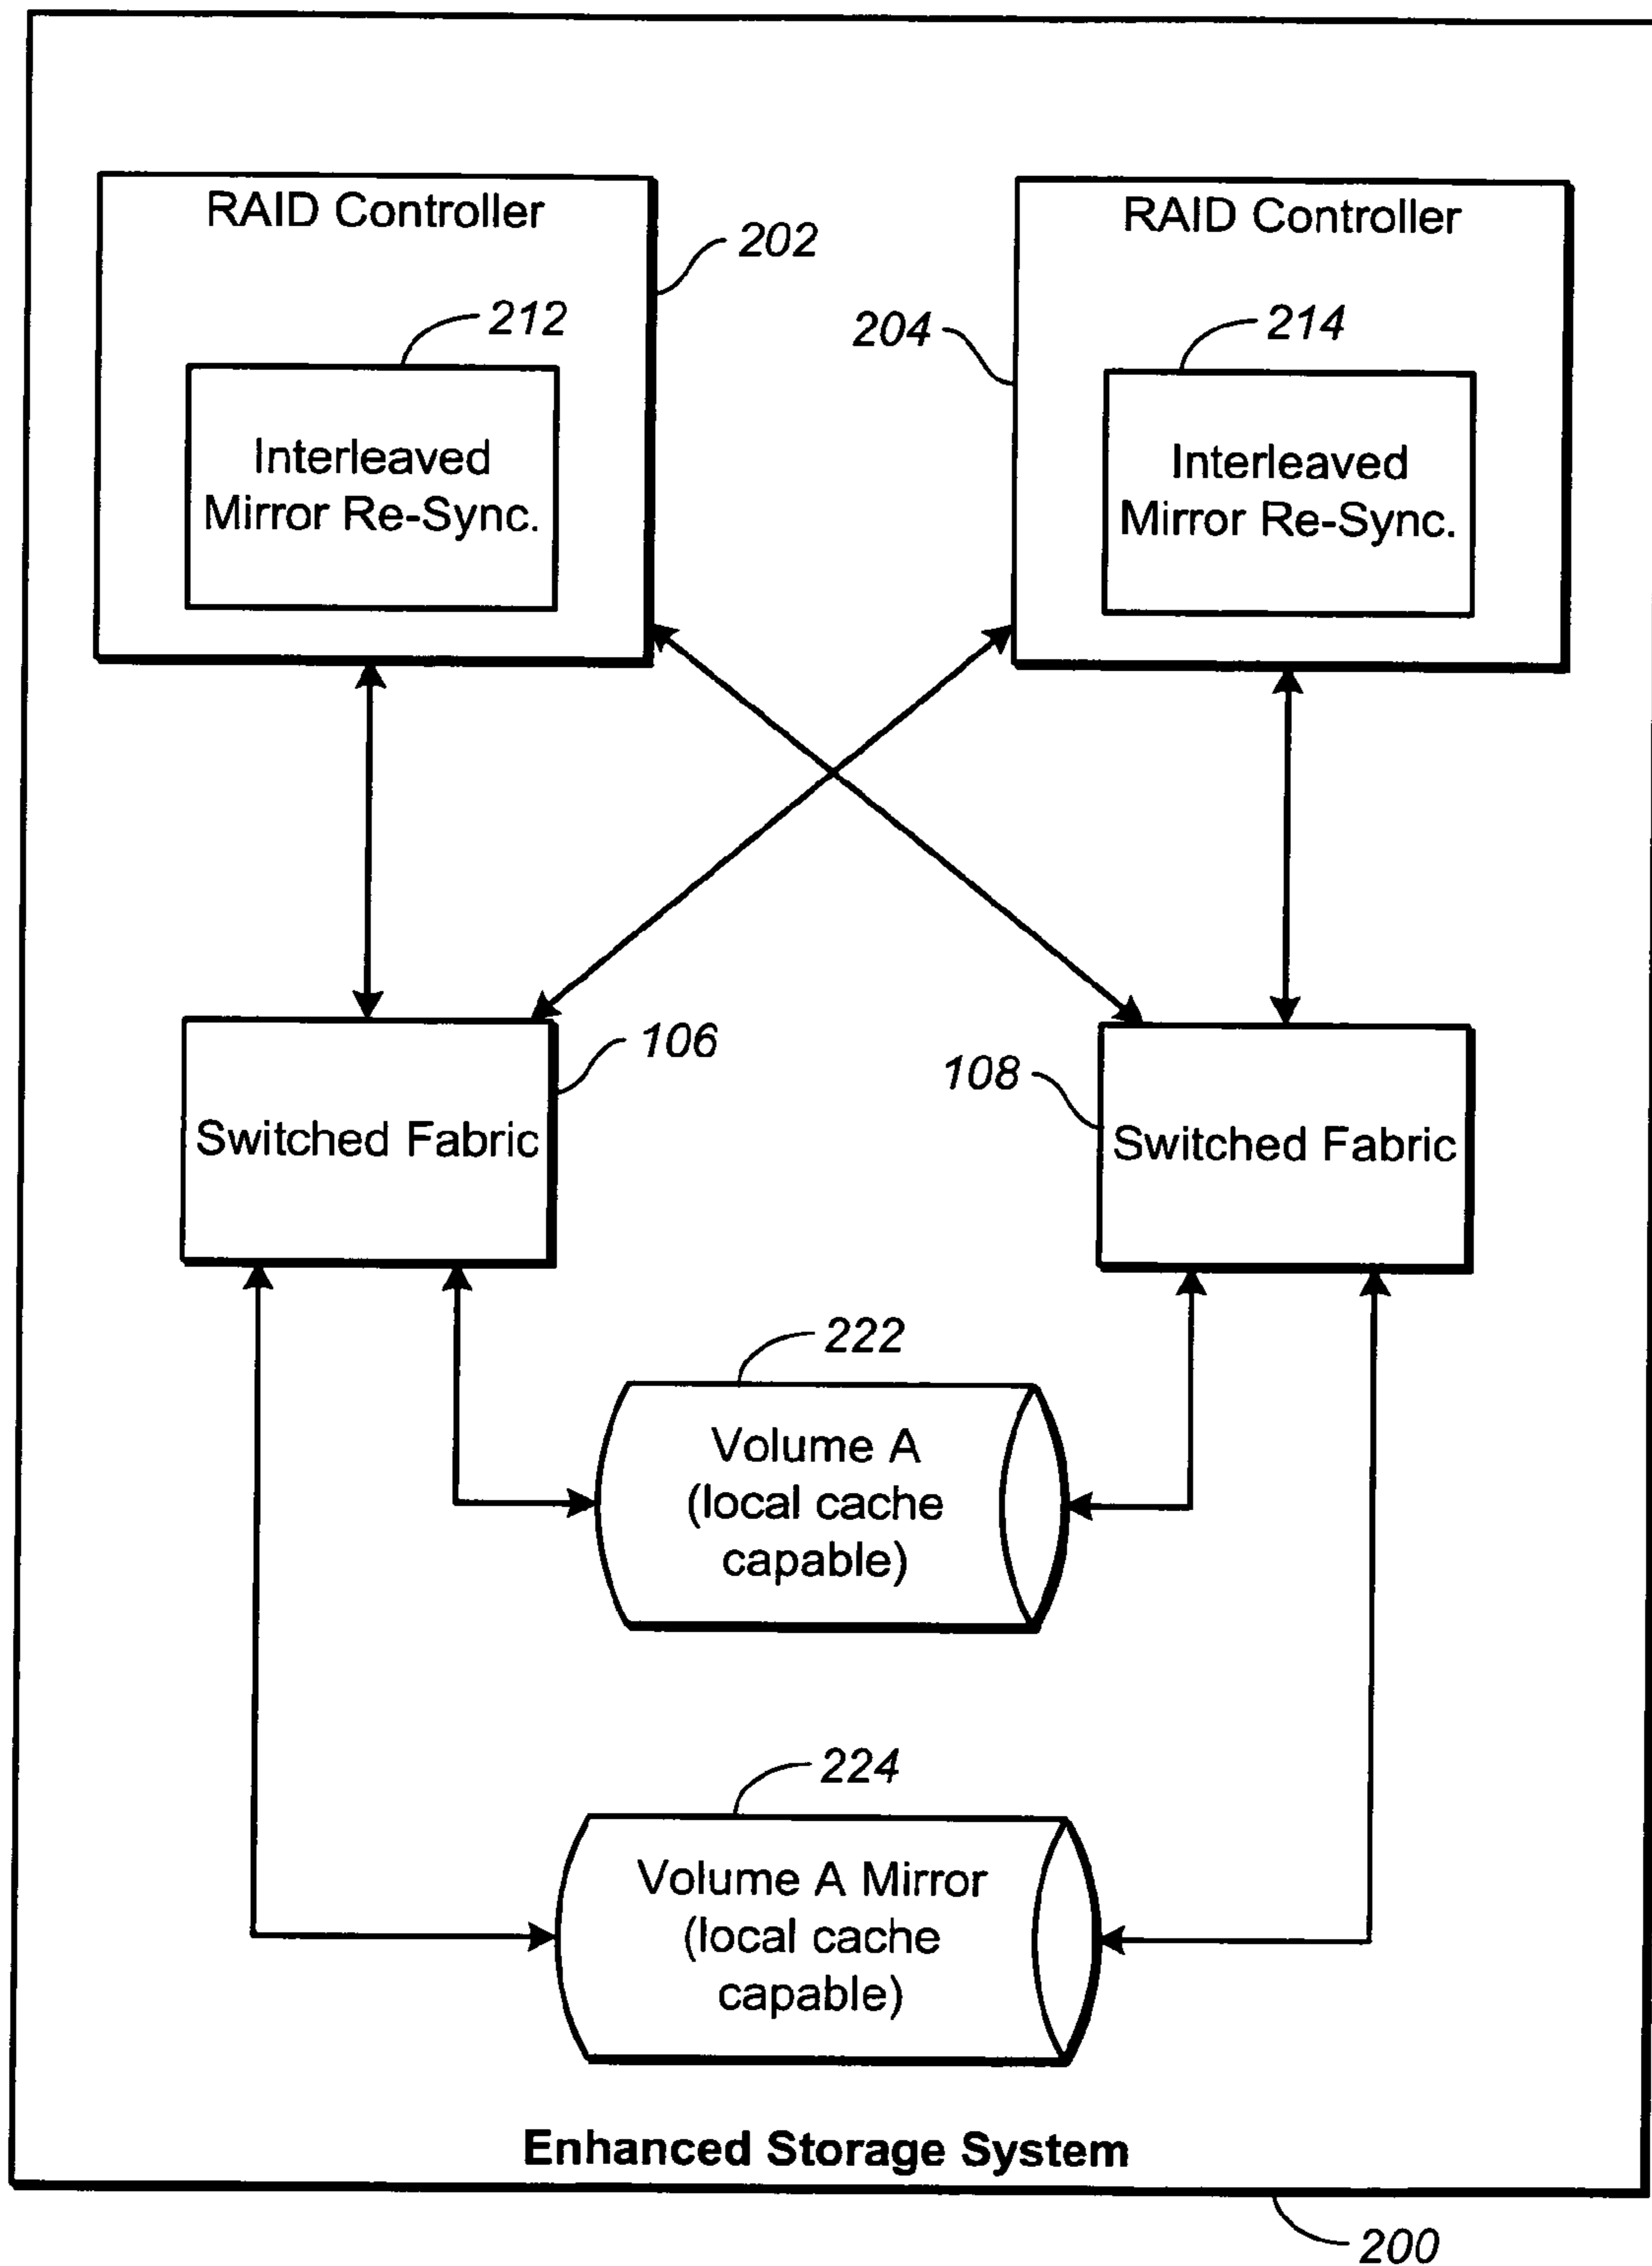 RAID Controller
202
212
Interleaved
Mirror Re-Sync.
RAID Controller
204
214
Interleaved
Mirror Re-Sync.
106
Switched Fabric
108
Switched Fabric
222
Volume A
(local cache
capable)
224
Volume A Mirror
(local cache
capable)
Enhanced Storage System
200